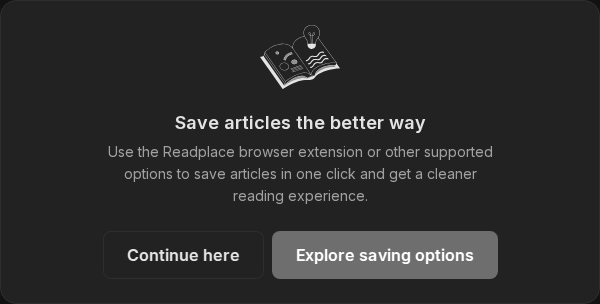 Save articles the better way
Use the Readplace browser extension or other supported
options to save articles in one click and get a cleaner
reading experience.
Continue here
Explore saving options